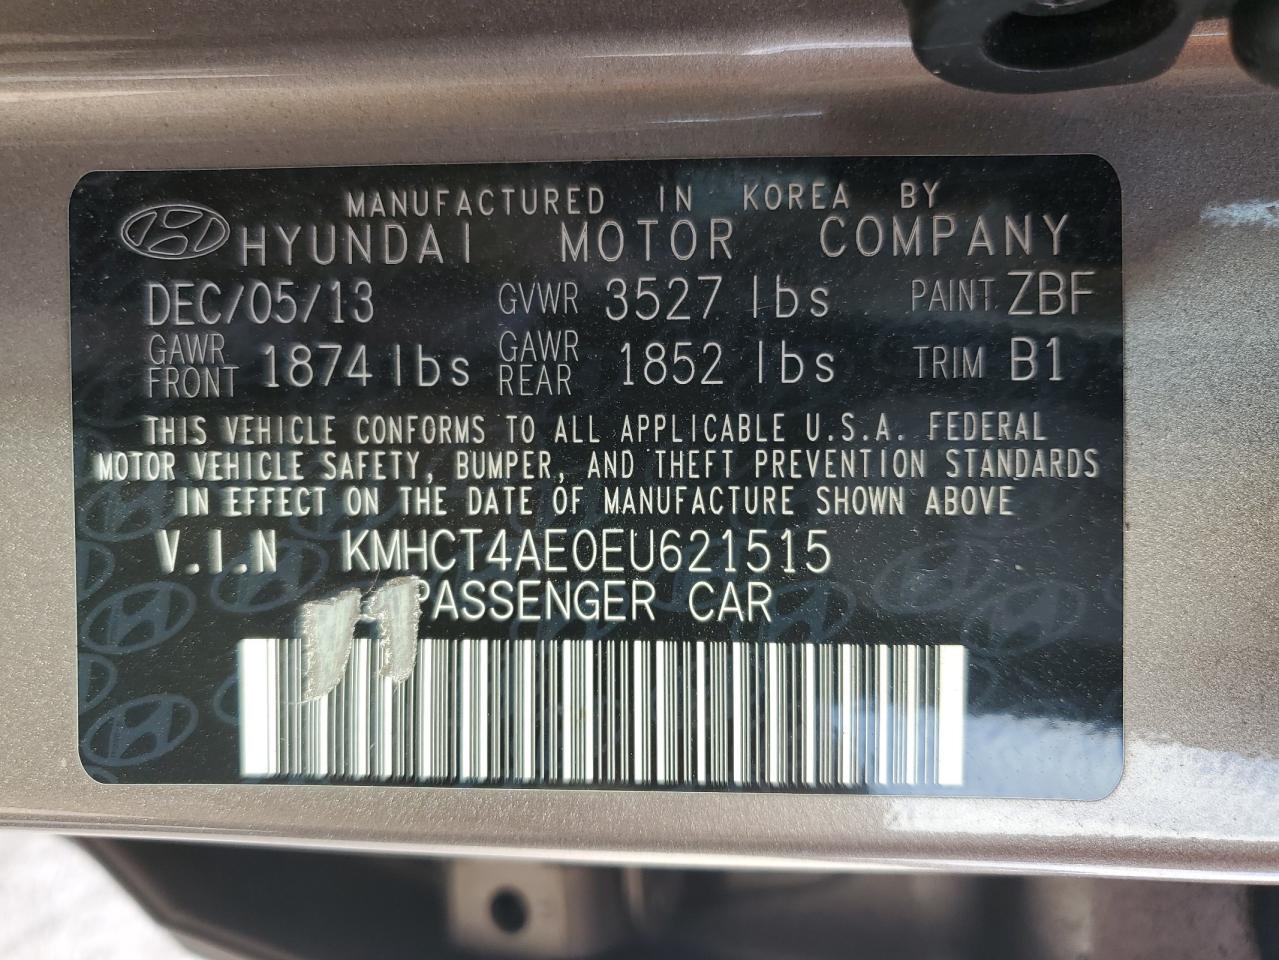 MANUFACTURED IN KOREA BY
HYUNDAI MOTOR COMPANY
DEC/05/13 GVWR 3527 lbs PAINT ZBF
GAWR FRONT 1874 lbs GAWR REAR 1852 lbs TRIM B1
THIS VEHICLE CONFORMS TO ALL APPLICABLE U.S.A. FEDERAL
MOTOR VEHICLE SAFETY, BUMPER, AND THEFT PREVENTION STANDARDS
IN EFFECT ON THE DATE OF MANUFACTURE SHOWN ABOVE
V.I.N KMHCT4AE0EU621515
PASSENGER CAR